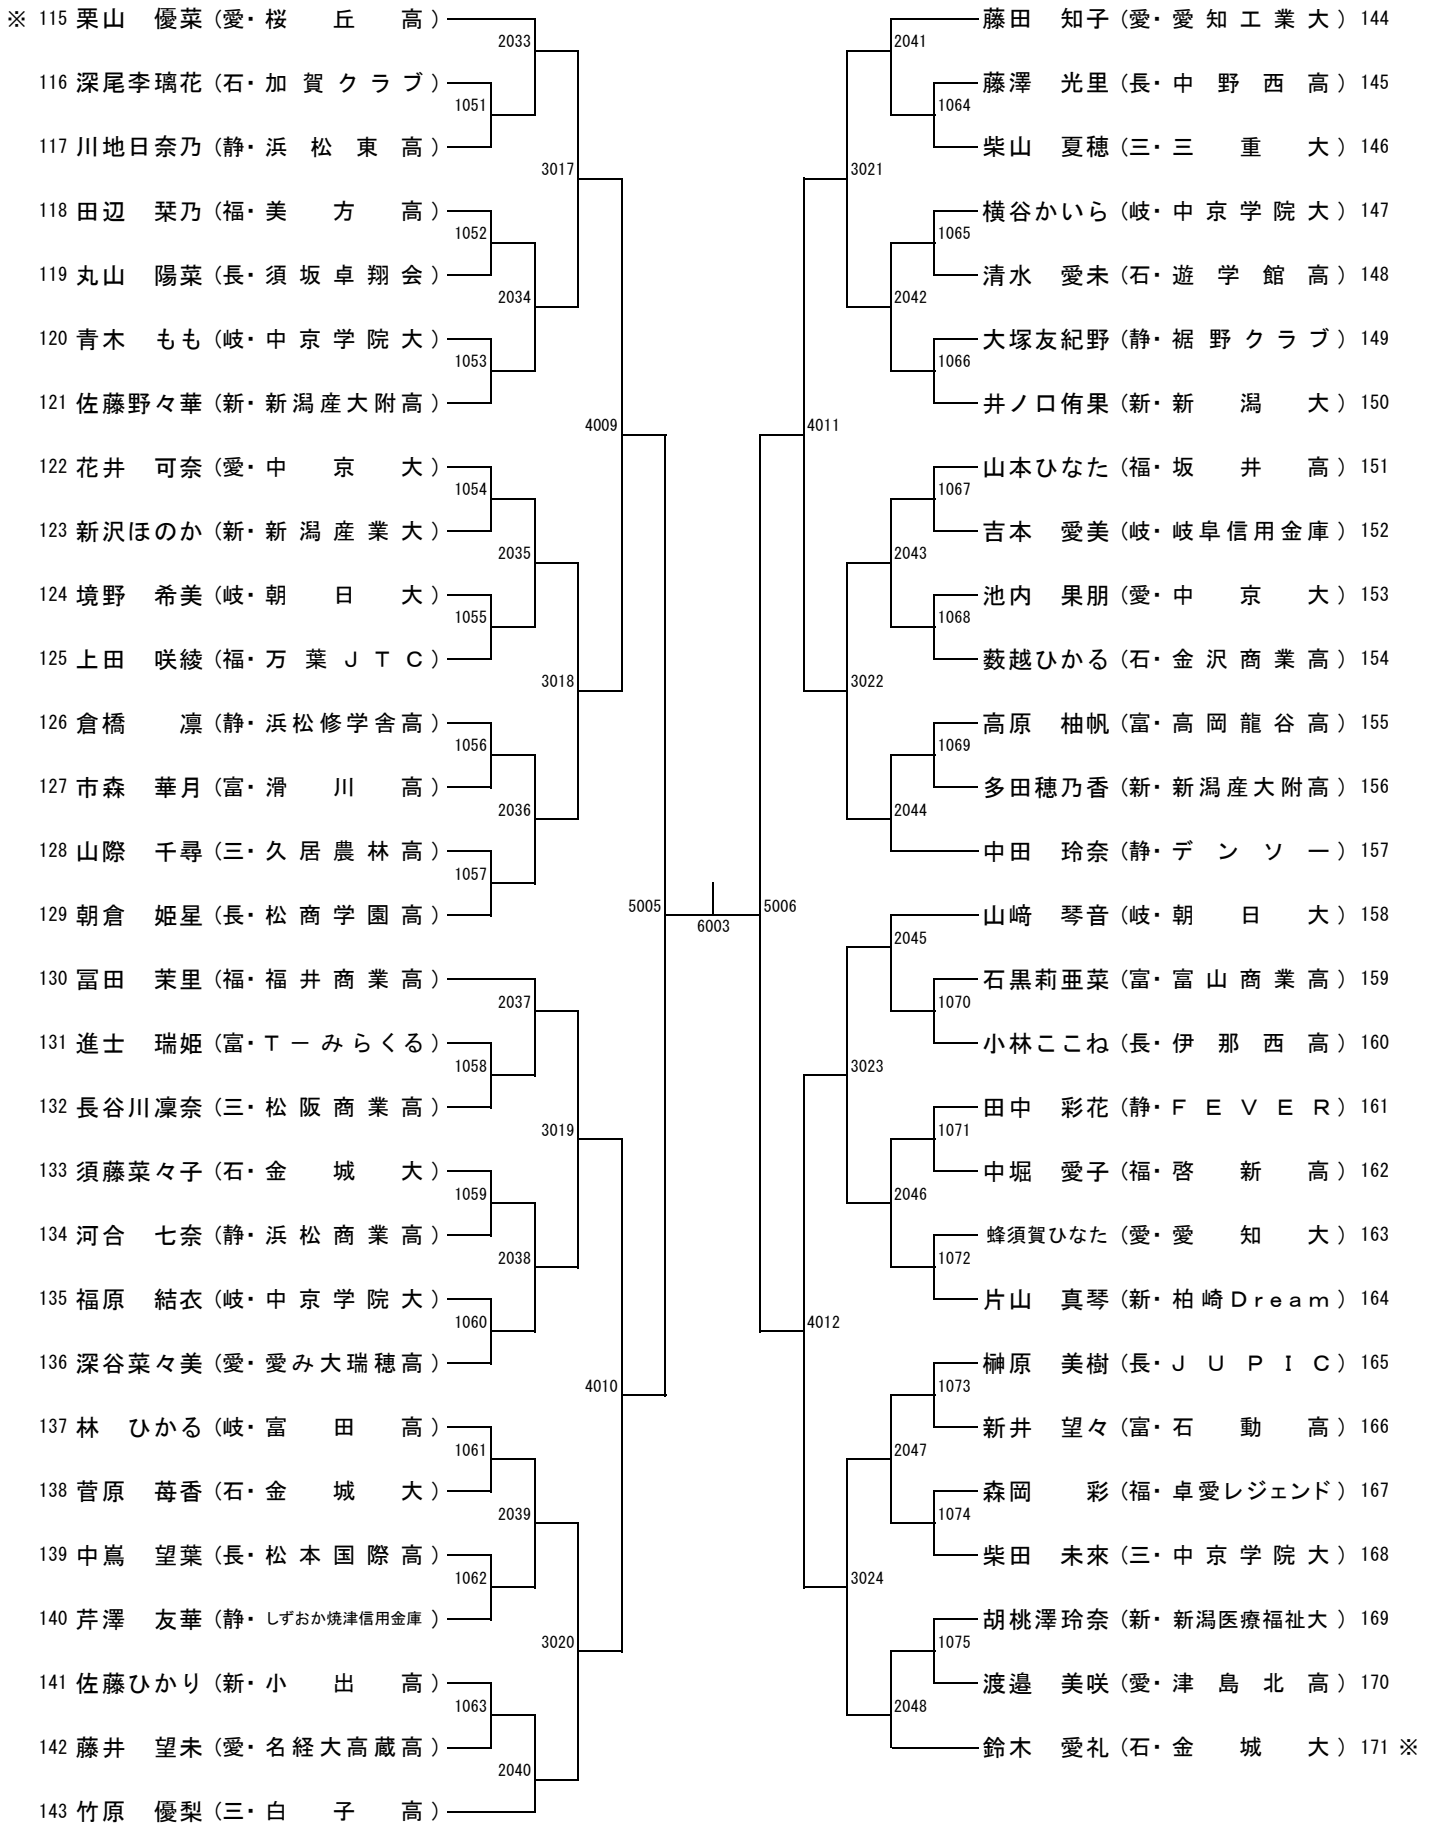 ※ 115 栗山　優菜（愛・桜丘高）
116 深尾李璃花（石・加賀クラブ）
117 川地日奈乃（静・浜松東高）
118 田辺　栞乃（福・美方高）
119 丸山　陽菜（長・須坂卓翔会）
120 青木　もも（岐・中京学院大）
121 佐藤野々華（新・新潟産大附高）
122 花井　可奈（愛・中京大）
123 新沢ほのか（新・新潟産業大）
124 境野　希美（岐・朝日大）
125 上田　咲綾（福・万葉ＪＴＣ）
126 倉橋　凛（静・浜松修学舎高）
127 市森　華月（富・滑川高）
128 山際　千尋（三・久居農林高）
129 朝倉　姫星（長・松商学園高）
130 冨田　茉里（福・福井商業高）
131 進士　瑞姫（富・Ｔ－みらくる）
132 長谷川凜奈（三・松阪商業高）
133 須藤菜々子（石・金城大）
134 河合　七奈（静・浜松商業高）
135 福原　結衣（岐・中京学院大）
136 深谷菜々美（愛・愛み大瑞穂高）
137 林　ひかる（岐・富田高）
138 菅原　苺香（石・金城大）
139 中嶌　望葉（長・松本国際高）
140 芹澤　友華（静・しずおか焼津信用金庫）
141 佐藤ひかり（新・小出高）
142 藤井　望未（愛・名経大高蔵高）
143 竹原　優梨（三・白子高）
2033
1051
3017
1052
2034
1053
4009
1054
2035
1055
3018
1056
2036
1057
5005
2037
1058
3019
1059
2038
1060
4010
1061
2039
1062
3020
1063
2040
6003
藤田　知子（愛・愛知工業大）144
藤澤　光里（長・中野西高）145
柴山　夏穂（三・三重大）146
横谷かいら（岐・中京学院大）147
清水　愛未（石・遊学館高）148
大塚友紀野（静・裾野クラブ）149
井ノ口侑果（新・新潟大）150
山本ひなた（福・坂井高）151
吉本　愛美（岐・岐阜信用金庫）152
池内　果朋（愛・中京大）153
薮越ひかる（石・金沢商業高）154
高原　柚帆（富・高岡龍谷高）155
多田穂乃香（新・新潟産大附高）156
中田　玲奈（静・デンソー）157
山﨑　琴音（岐・朝日大）158
石黒莉亜菜（富・富山商業高）159
小林ここね（長・伊那西高）160
田中　彩花（静・ＦＥＶＥＲ）161
中堀　愛子（福・啓新高）162
蜂須賀ひなた（愛・愛知大）163
片山　真琴（新・柏崎Ｄｒｅａｍ）164
榊原　美樹（長・ＪＵＰＩＣ）165
新井　望々（富・石動高）166
森岡　彩（福・卓愛レジェンド）167
柴田　未來（三・中京学院大）168
胡桃澤玲奈（新・新潟医療福祉大）169
渡邉　美咲（愛・津島北高）170
鈴木　愛礼（石・金城大）171 ※
2041
1064
3021
1065
2042
1066
4011
1067
2043
1068
3022
1069
2044
5006
2045
1070
3023
1071
2046
1072
4012
1073
2047
1074
3024
1075
2048